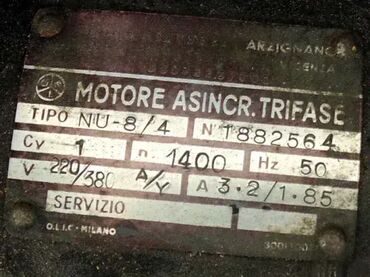 ARZIGNANO
MOTORE ASINCR. TRIFASE
TIPO NU-8/4 N° 1882564
Cv 1 n. 1400 Hz 50
V 220/380 Δ/Y A 3.2/1.85
SERVIZIO
O.L.I.C.-MILANO